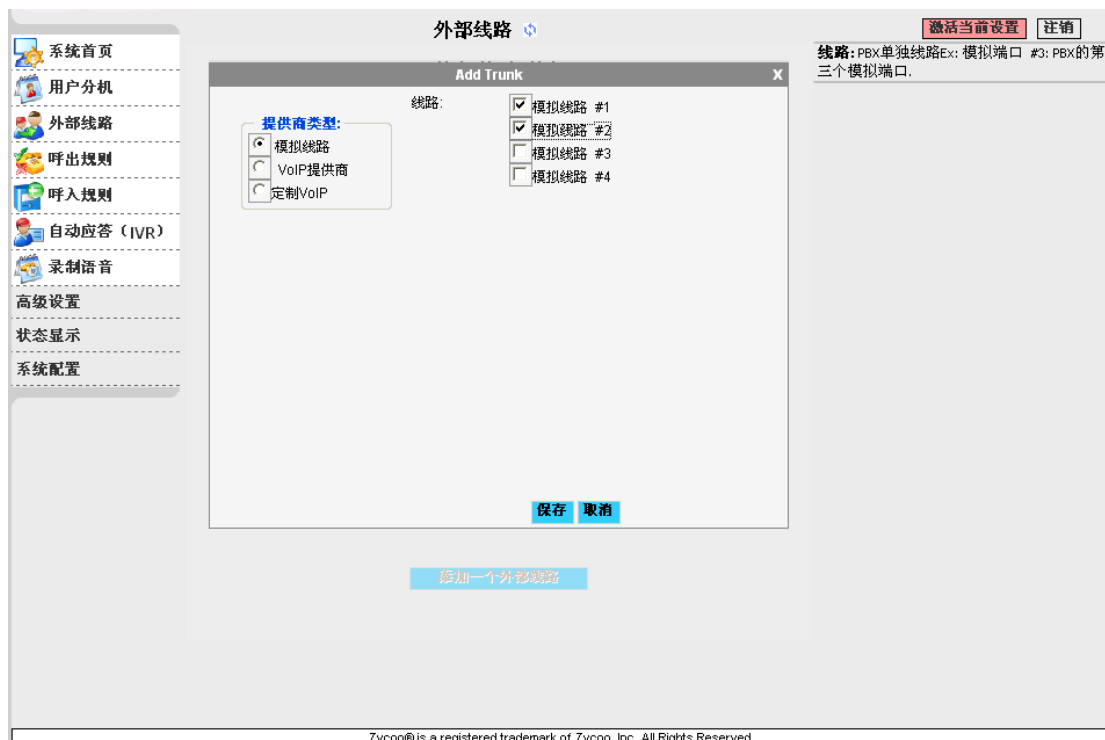 外部线路
激活当前设置 注销
系统首页
用户分机
外部线路
呼出规则
呼入规则
自动应答（IVR）
录制语音
高级设置
状态显示
系统配置
Add Trunk X
提供商类型:
模拟线路
VoIP提供商
定制VoIP
线路:
模拟线路 #1
模拟线路 #2
模拟线路 #3
模拟线路 #4
保存 取消
添加一个外部线路
线路: PBX单独线路Ex: 模拟端口 #3: PBX的第
三个模拟端口.
Zycoo® is a registered trademark of Zycoo, Inc. All Rights Reserved